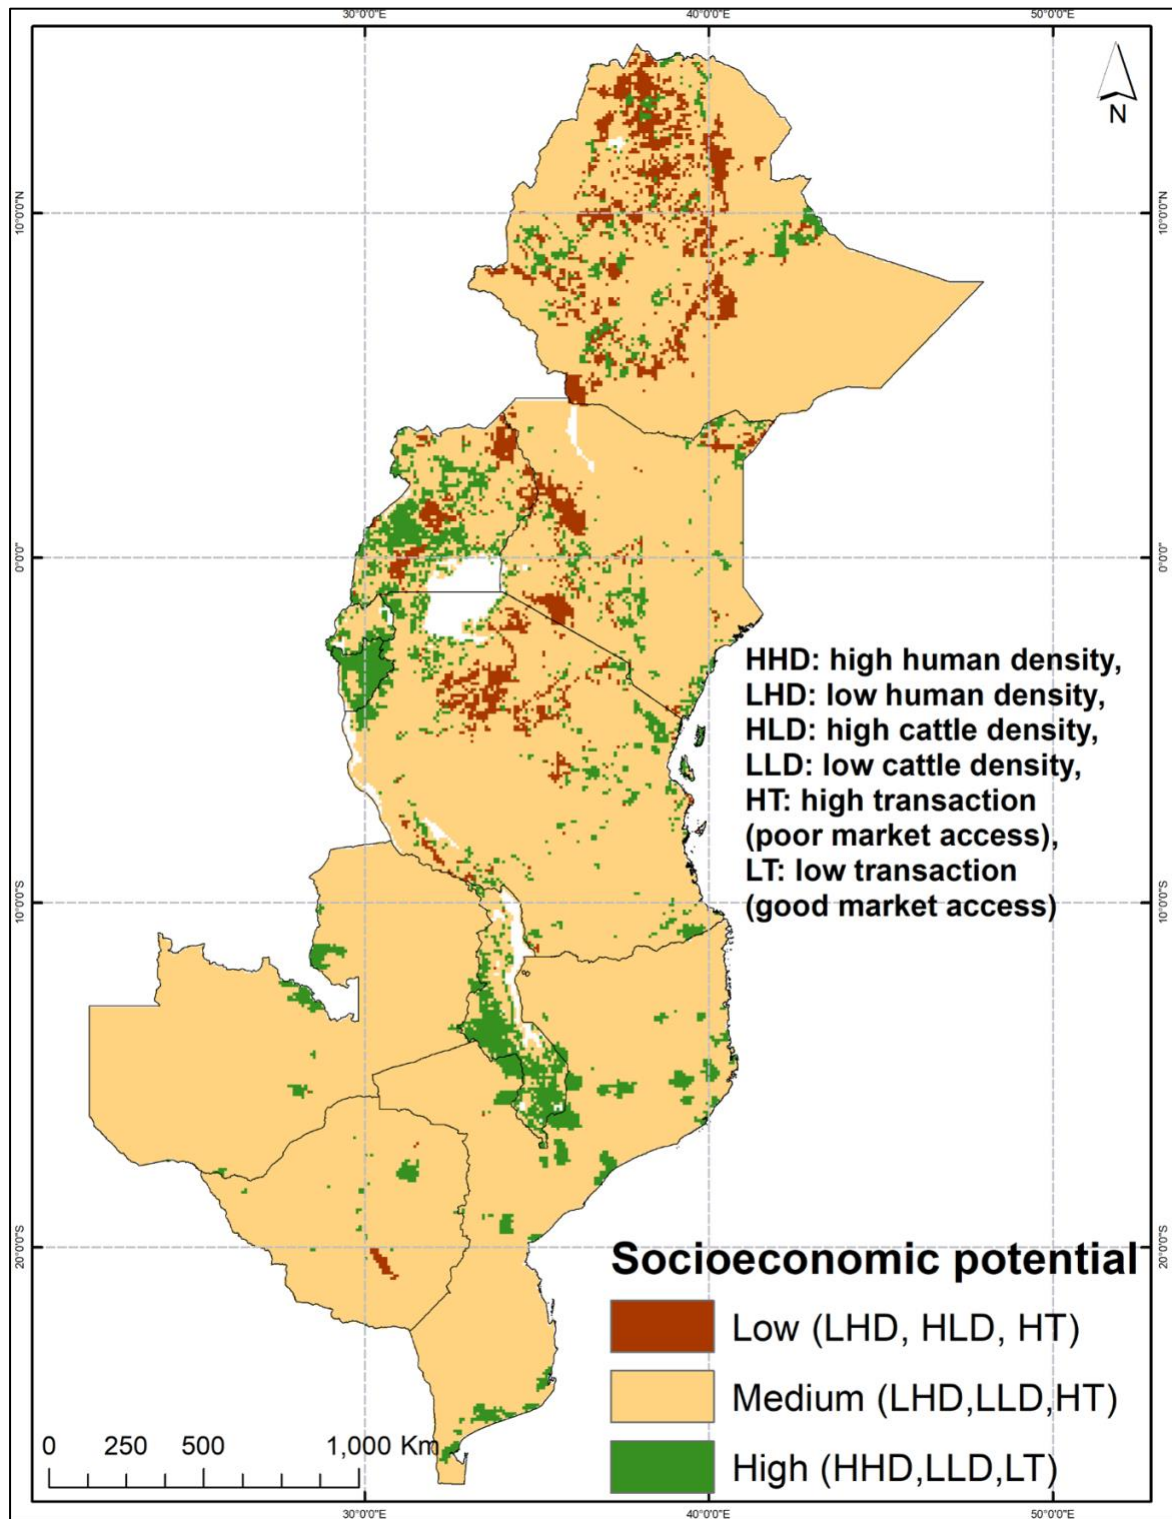 30°0'0"E
40°0'0"E
50°0'0"E
N
10°0'0"N
10°0'0"N
0°0'0"
0°0'0"
HHD: high human density,
LHD: low human density,
HLD: high cattle density,
LLD: low cattle density,
HT: high transaction
(poor market access),
LT: low transaction
(good market access)
10°0'0"S
10°0'0"S
20°0'0"S
20°0'0"S
Socioeconomic potential
Low (LHD, HLD, HT)
Medium (LHD,LLD,HT)
High (HHD,LLD,LT)
0 250 500 1,000 Km
30°0'0"E
40°0'0"E
50°0'0"E